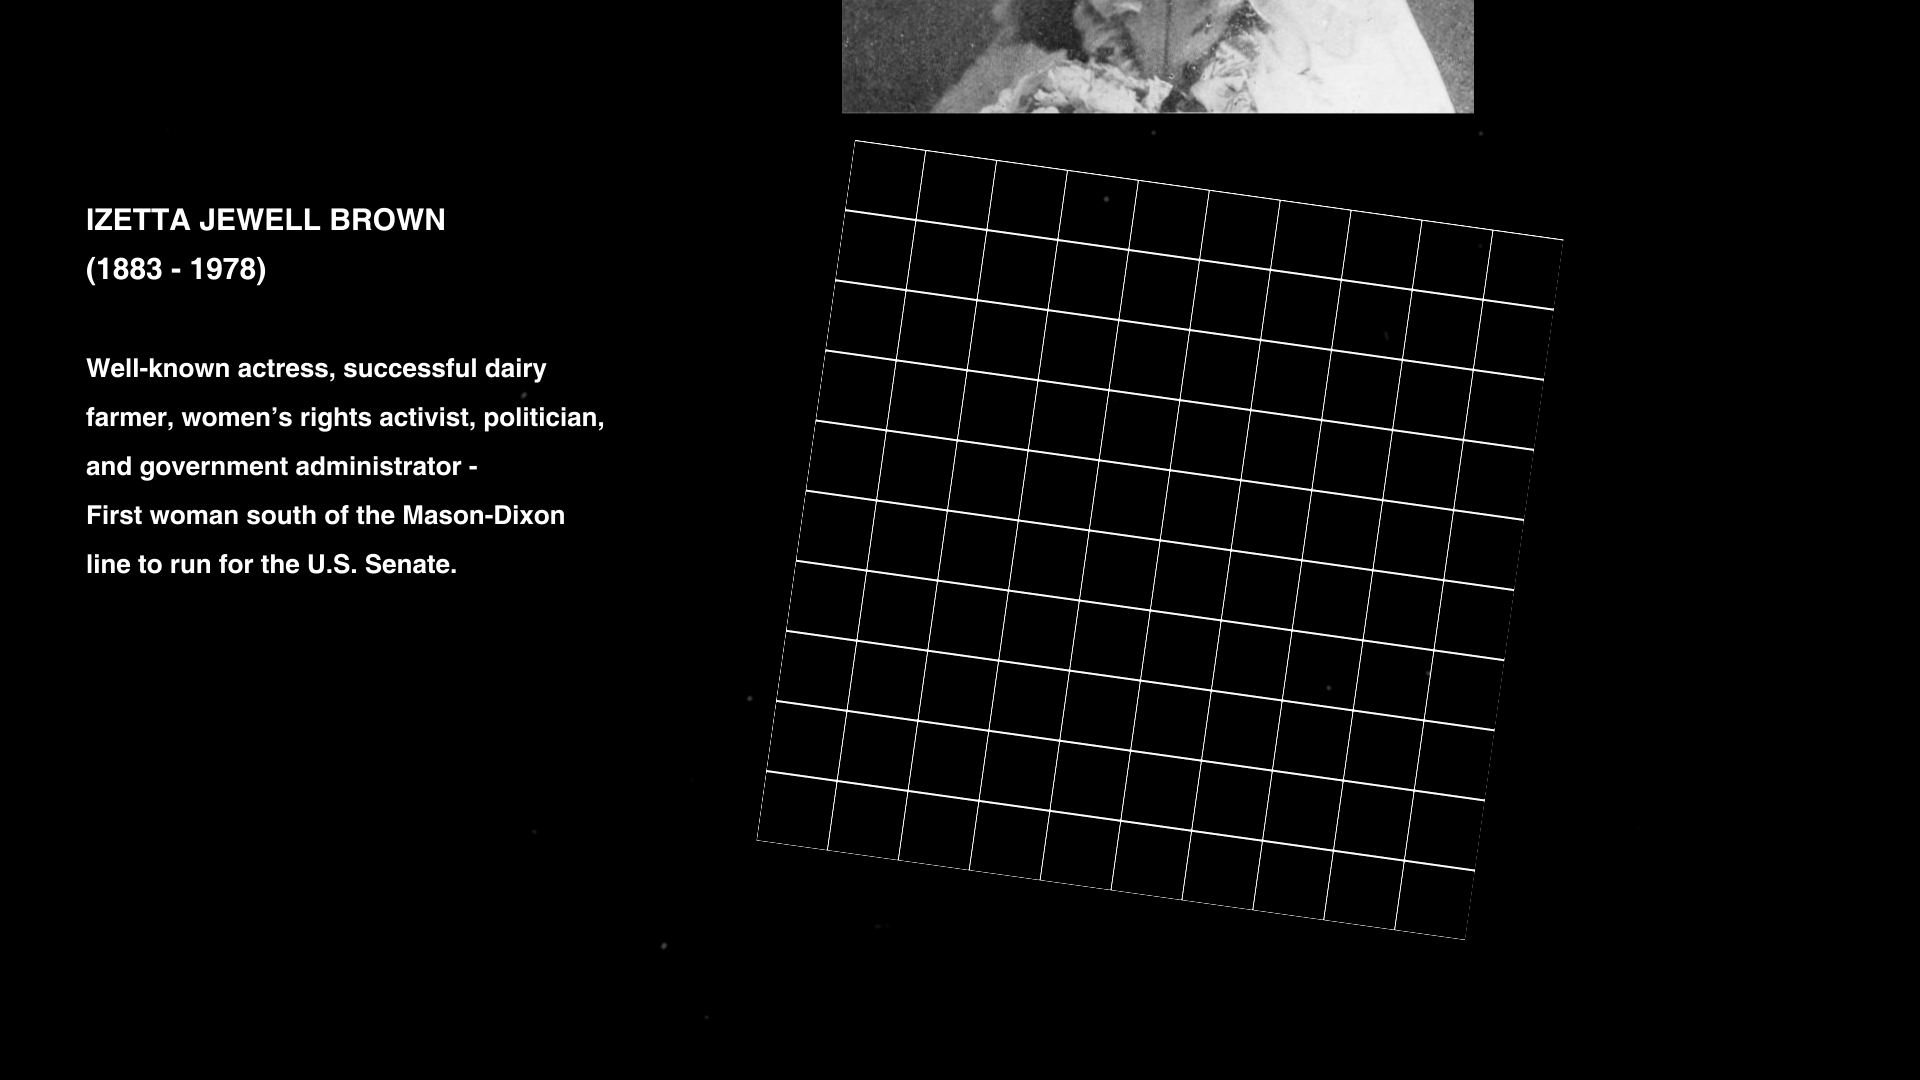 IZETTA JEWELL BROWN
(1883 - 1978)
Well-known actress, successful dairy
farmer, women’s rights activist, politician,
and government administrator -
First woman south of the Mason-Dixon
line to run for the U.S. Senate.